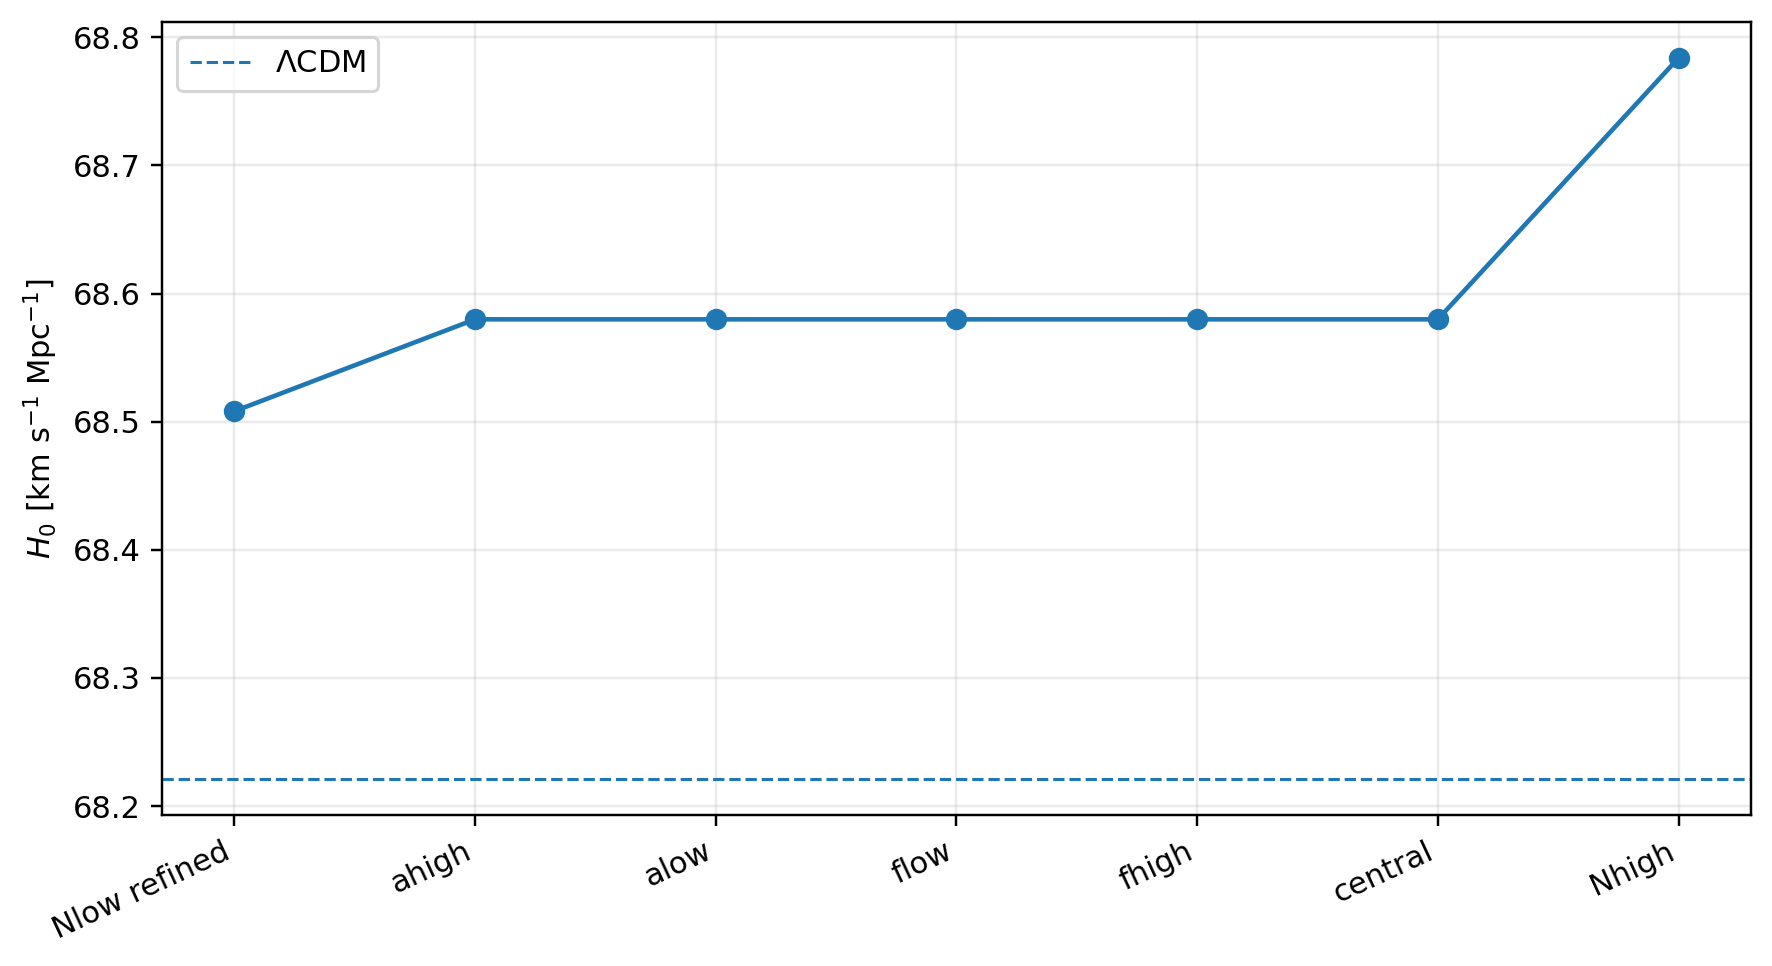 ΛCDM
68.8
68.7
68.6
68.5
68.4
68.3
68.2
H₀ [km s⁻¹ Mpc⁻¹]
Nlow refined
ahigh
alow
flow
fhigh
central
Nhigh